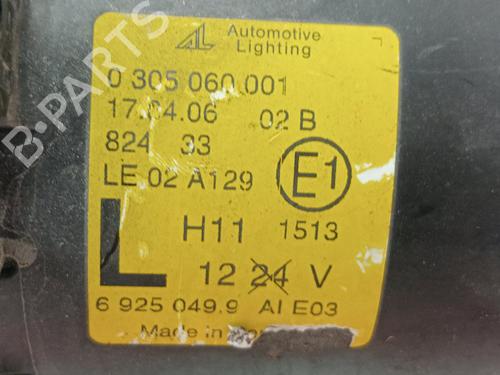 AL Automotive
Lighting
0 305 060 001
17.04.06 02 B
824 33
LE 02 A129 E1
L H11 1513
12 24 V
6 925 049.9 AI E03
Made in
B-PARTS